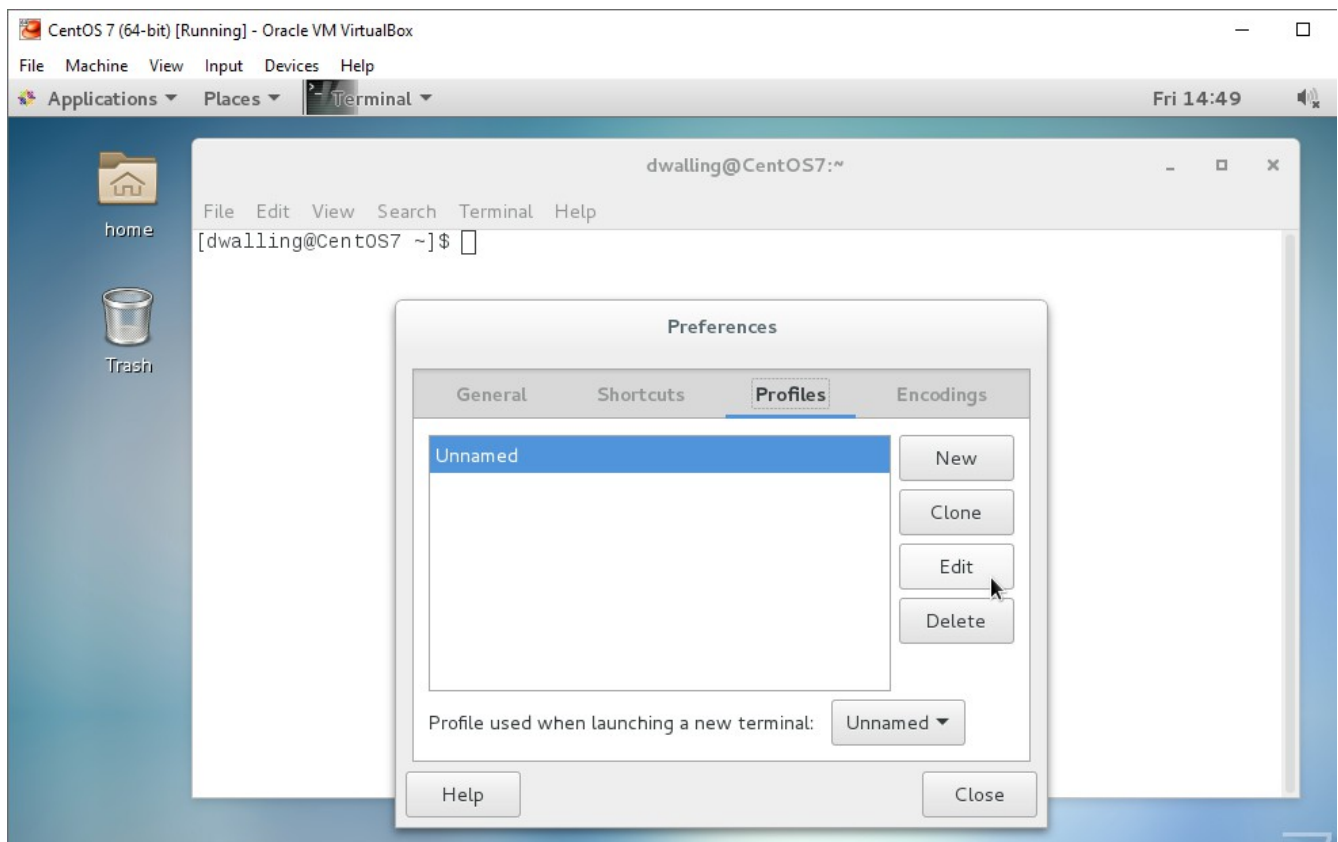 CentOS 7 (64-bit) [Running] - Oracle VM VirtualBox
File Machine View Input Devices Help
Applications Places Terminal Fri 14:49
dwalling@CentOS7:~
File Edit View Search Terminal Help
[dwalling@CentOS7 ~]$
home
Trash
Preferences
General Shortcuts Profiles Encodings
Unnamed
New
Clone
Edit
Delete
Profile used when launching a new terminal: Unnamed
Help Close